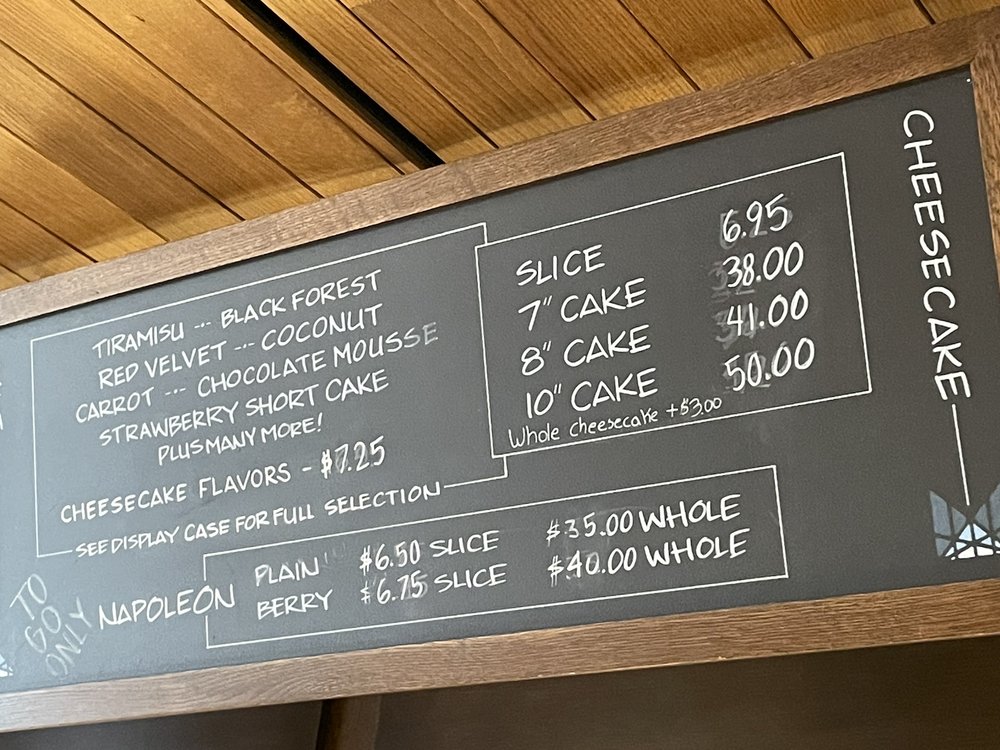 TIRAMISU --- BLACK FOREST
RED VELVET --- COCONUT
CARROT --- CHOCOLATE MOUSSE
STRAWBERRY SHORT CAKE
PLUS MANY MORE!
CHEESECAKE FLAVORS - $7.25
SEE DISPLAY CASE FOR FULL SELECTION
SLICE 6.95
7" CAKE 38.00
8" CAKE 41.00
10" CAKE 50.00
Whole cheesecake +$3.00
CHEESECAKE
TO
GO
ONLY
NAPOLEON
PLAIN $6.50 SLICE $35.00 WHOLE
BERRY $6.75 SLICE $40.00 WHOLE